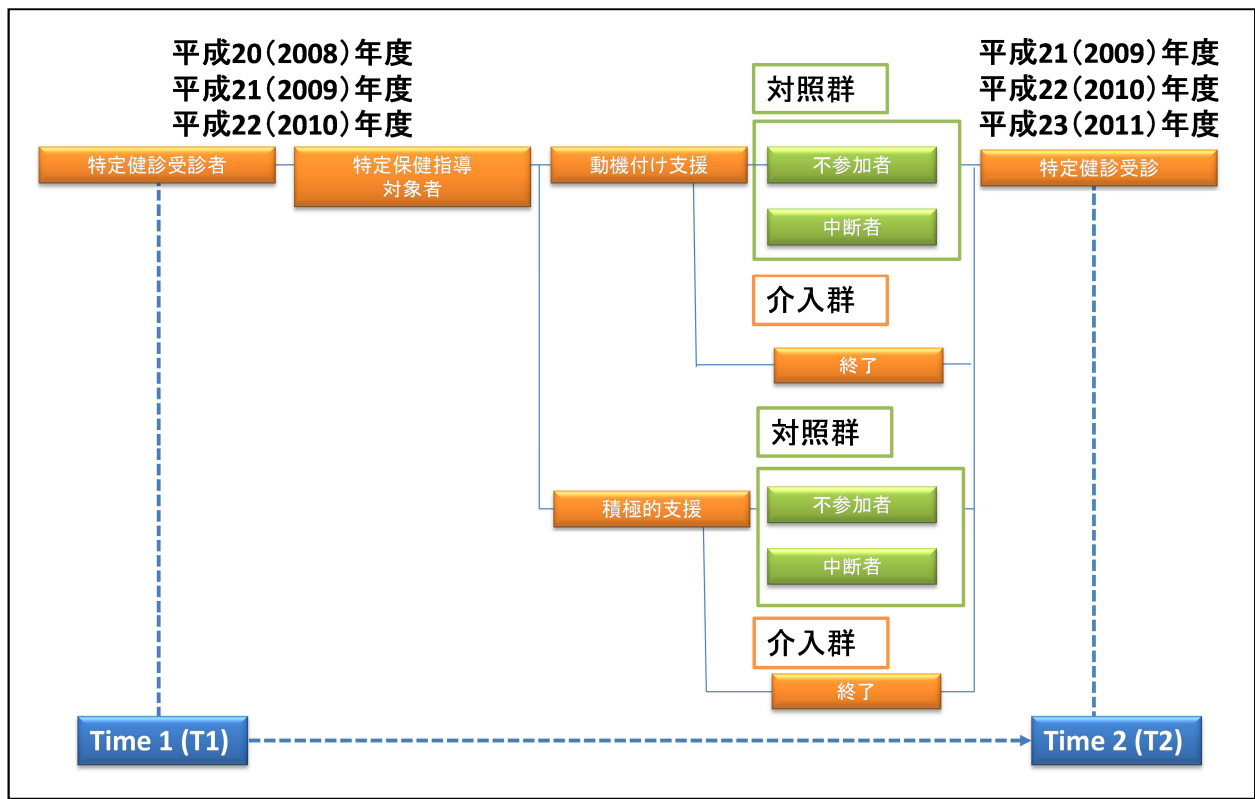 平成20（2008）年度
平成21（2009）年度
平成22（2010）年度
平成21（2009）年度
平成22（2010）年度
平成23（2011）年度
特定健診受診者
特定保健指導
対象者
動機付け支援
対照群
不参加者
中断者
介入群
終了
特定健診受診
積極的支援
対照群
不参加者
中断者
介入群
終了
Time 1 (T1)
Time 2 (T2)